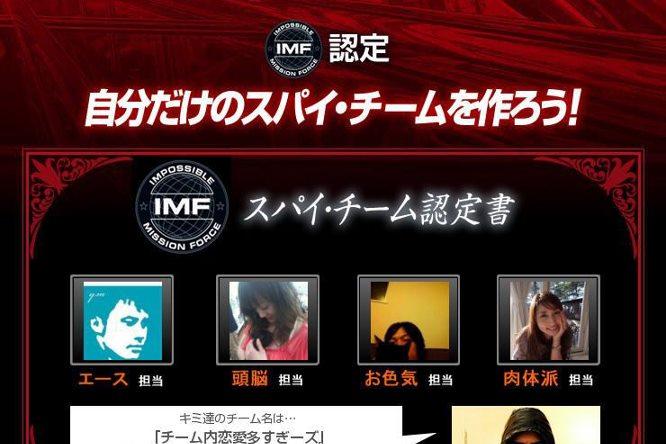 IMPOSSIBLE
IMF 認定
MISSION FORCE
自分だけのスパイ・チームを作ろう!
IMPOSSIBLE
IMF
MISSION FORCE
スパイ・チーム認定書
エース 担当
頭脳 担当
お色気 担当
肉体派 担当
キミ達のチーム名は…
「チーム内恋愛多すぎーズ」